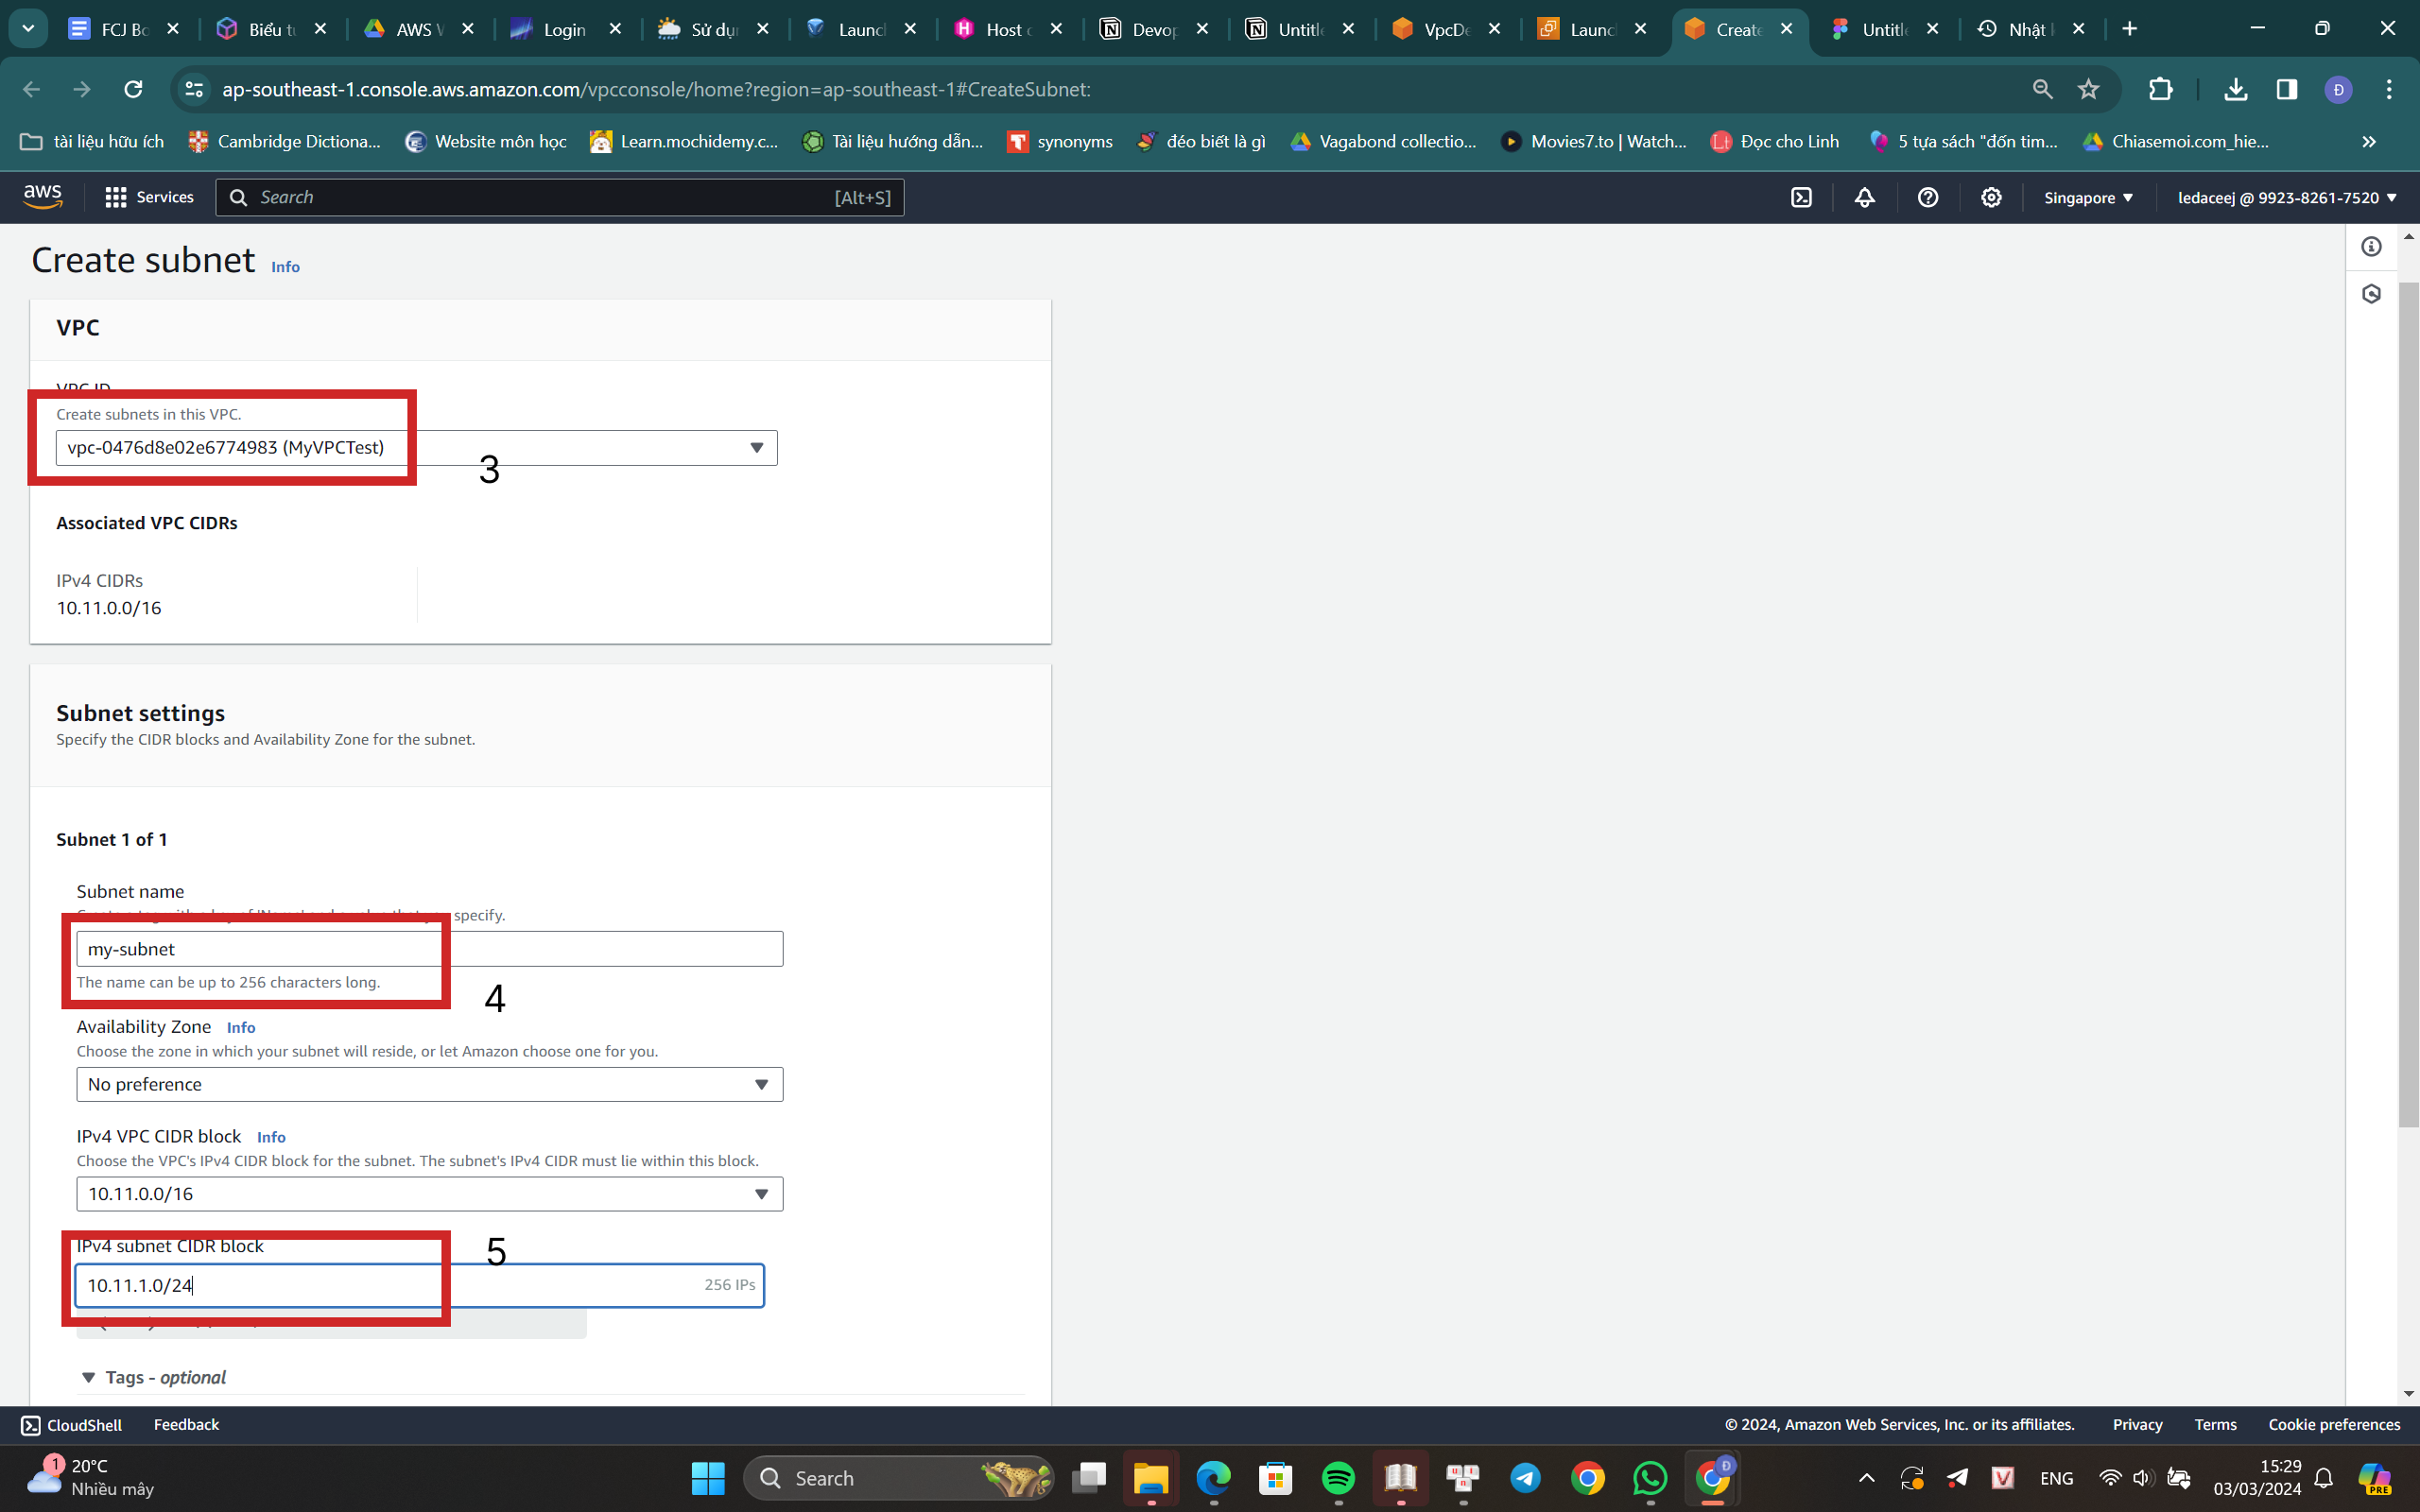 FCJ Bo
Biểu tu
AWS V
Login
Sử dụn
Launc
Host o
Devop
Untitle
VpcDe
Launc
Create
Untitle
Nhật k
ap-southeast-1.console.aws.amazon.com/vpcconsole/home?region=ap-southeast-1#CreateSubnet:
Đ
tài liệu hữu ích
Cambridge Dictiona...
Website môn học
Learn.mochidemy.c...
Tài liệu hướng dẫn...
synonyms
đéo biết là gì
Vagabond collectio...
Movies7.to | Watch...
Đọc cho Linh
5 tựa sách "đốn tim...
Chiasemoi.com_hie...
aws
Services
Search
[Alt+S]
Singapore
ledaceej @ 9923-8261-7520
Create subnet Info
VPC
VPC ID
Create subnets in this VPC.
vpc-0476d8e02e6774983 (MyVPCTest)
3
Associated VPC CIDRs
IPv4 CIDRs
10.11.0.0/16
Subnet settings
Specify the CIDR blocks and Availability Zone for the subnet.
Subnet 1 of 1
Subnet name
specify.
my-subnet
The name can be up to 256 characters long.
4
Availability Zone Info
Choose the zone in which your subnet will reside, or let Amazon choose one for you.
No preference
IPv4 VPC CIDR block Info
Choose the VPC's IPv4 CIDR block for the subnet. The subnet's IPv4 CIDR must lie within this block.
10.11.0.0/16
IPv4 subnet CIDR block
5
10.11.1.0/24
256 IPs
Tags - optional
CloudShell
Feedback
© 2024, Amazon Web Services, Inc. or its affiliates.
Privacy
Terms
Cookie preferences
1
20°C
Nhiều mây
Search
Đ
ENG
15:29
03/03/2024
PRE